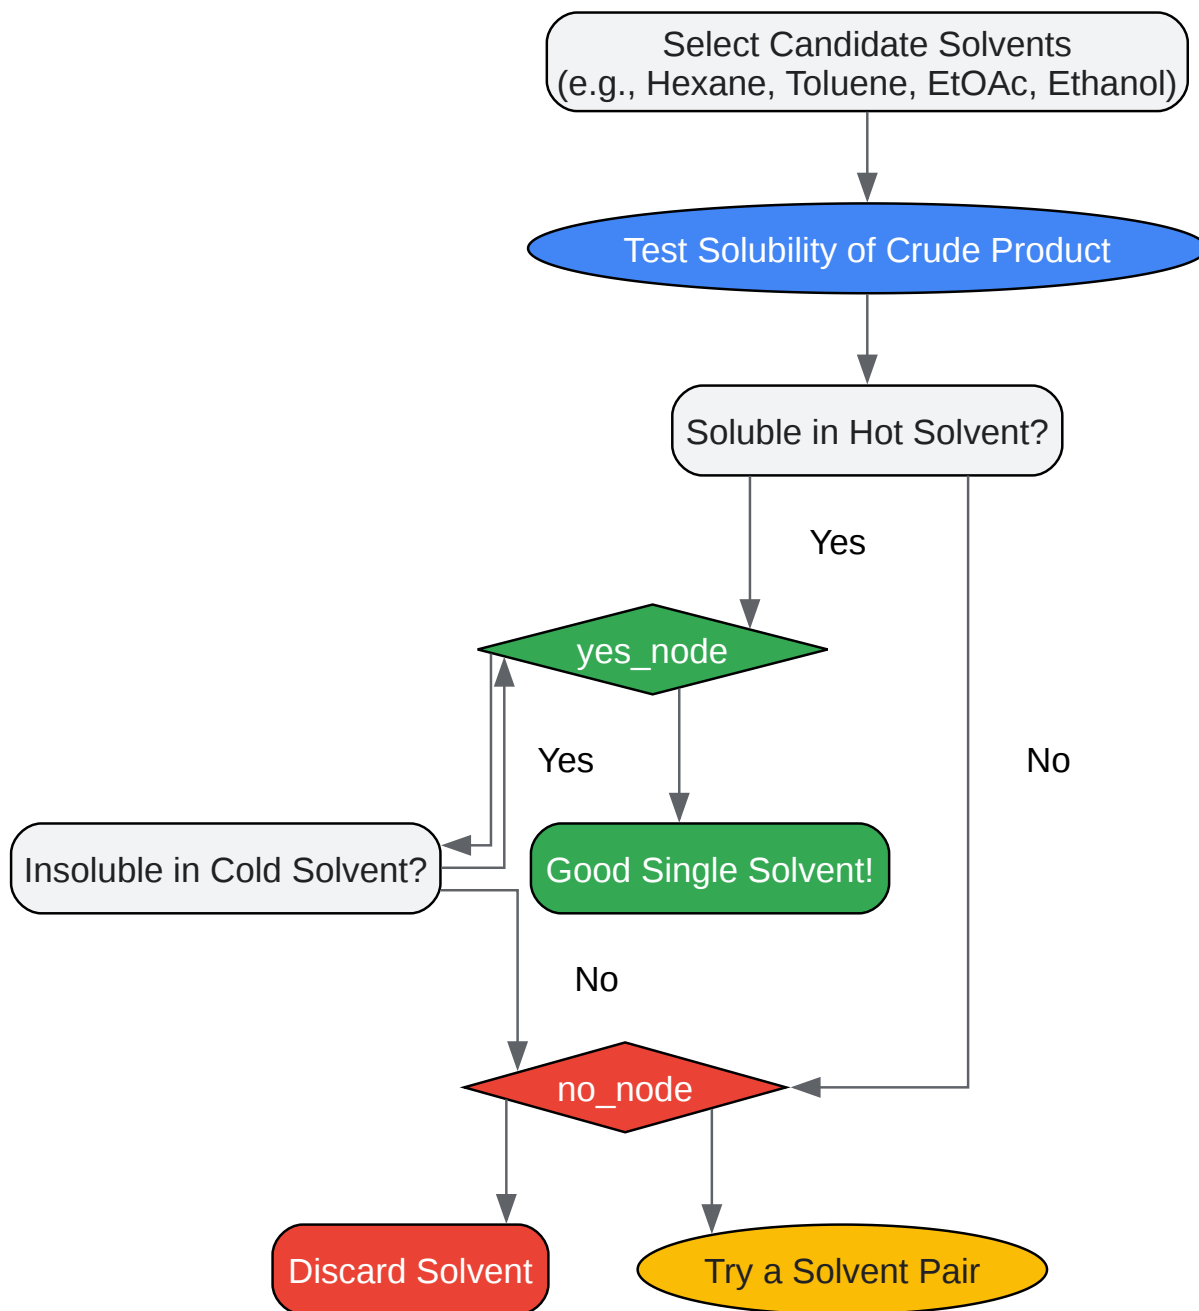 Select Candidate Solvents
(e.g., Hexane, Toluene, EtOAc, Ethanol)
Test Solubility of Crude Product
Soluble in Hot Solvent?
Yes
yes_node
Yes
No
Insoluble in Cold Solvent?
Good Single Solvent!
No
no_node
Discard Solvent
Try a Solvent Pair